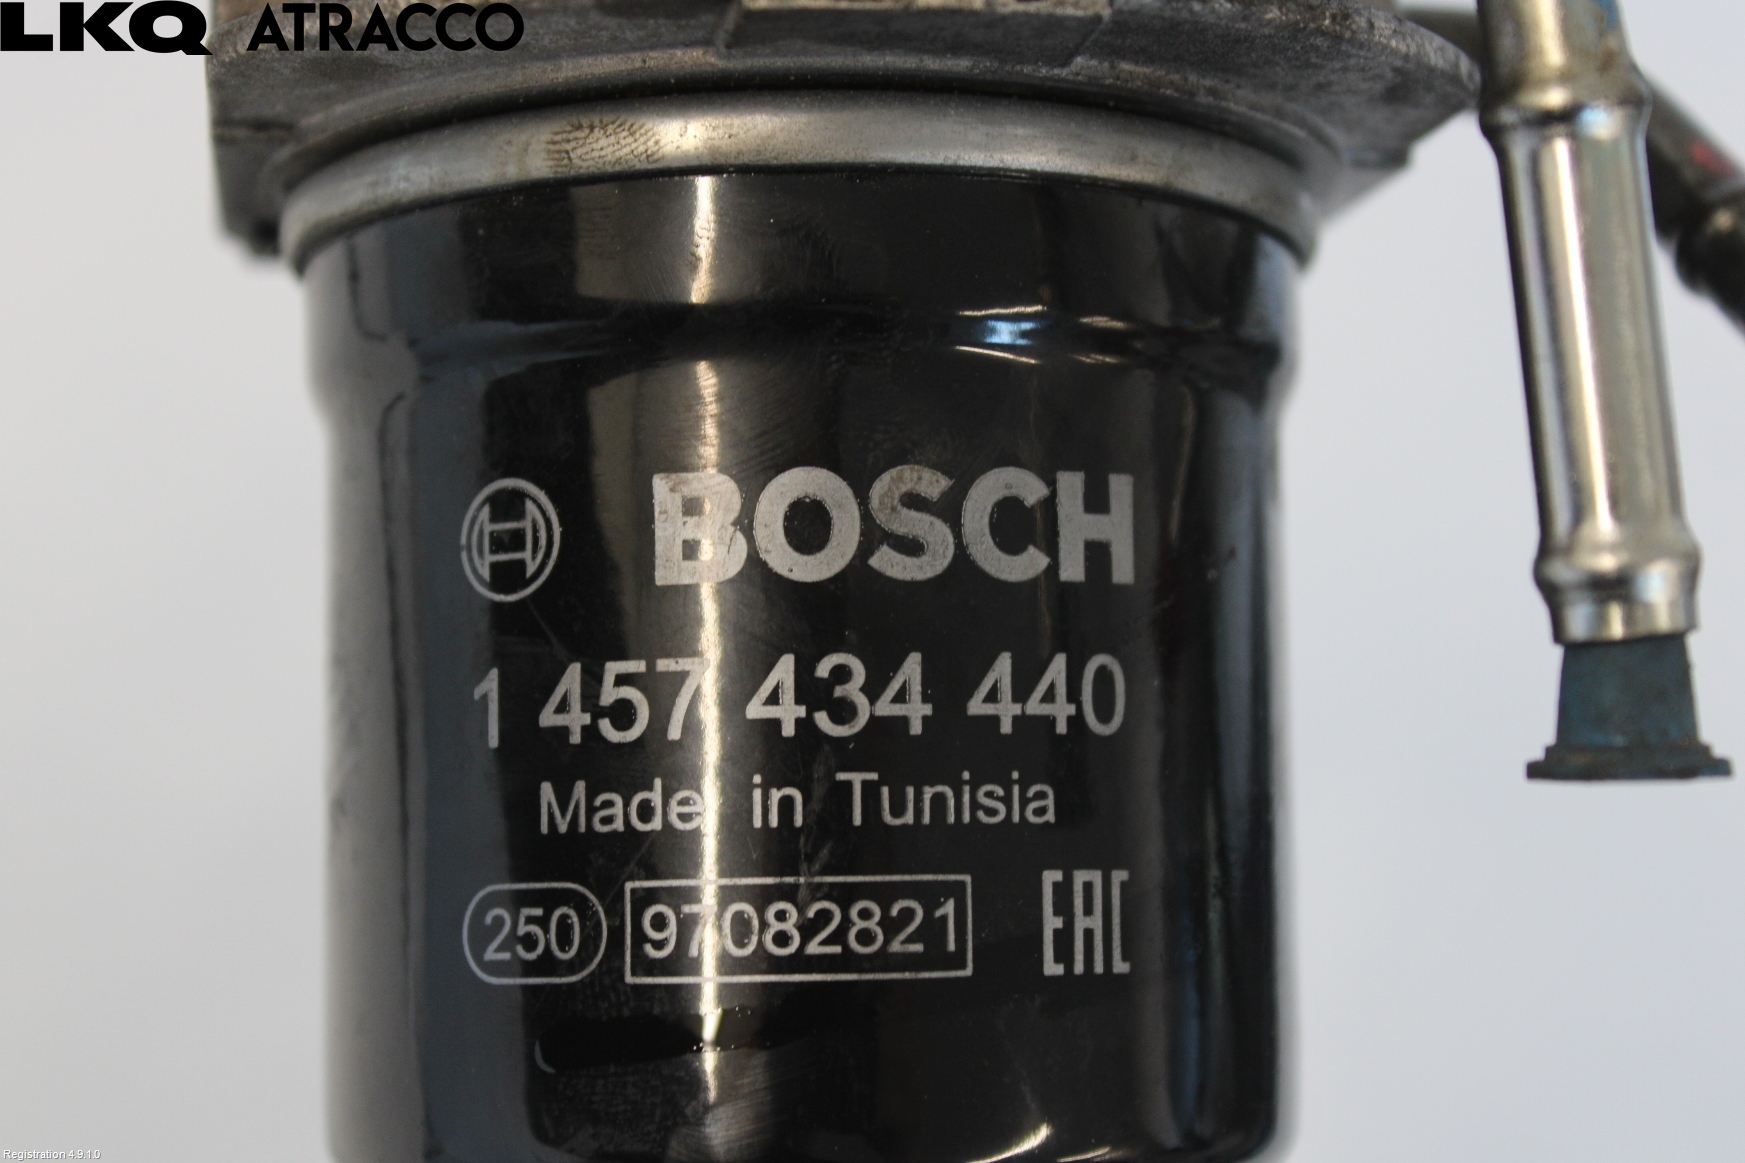 LKQ ATRACCO
BOSCH
1 457 434 440
Made in Tunisia
250 97082821 EAC
Registration 4.9.1.0